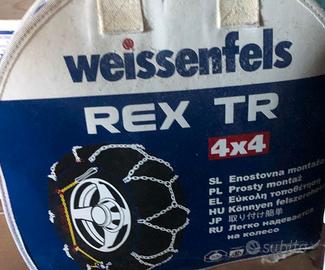 weissenfels
REX TR
4x4
SL Enostovna montaža
PL Prosty montaż
EL Εύκολη τοποθέτηση
HU Könnyen felszerelhető
JP 取り付け簡単
RU Легко надевается
на колесо
subito